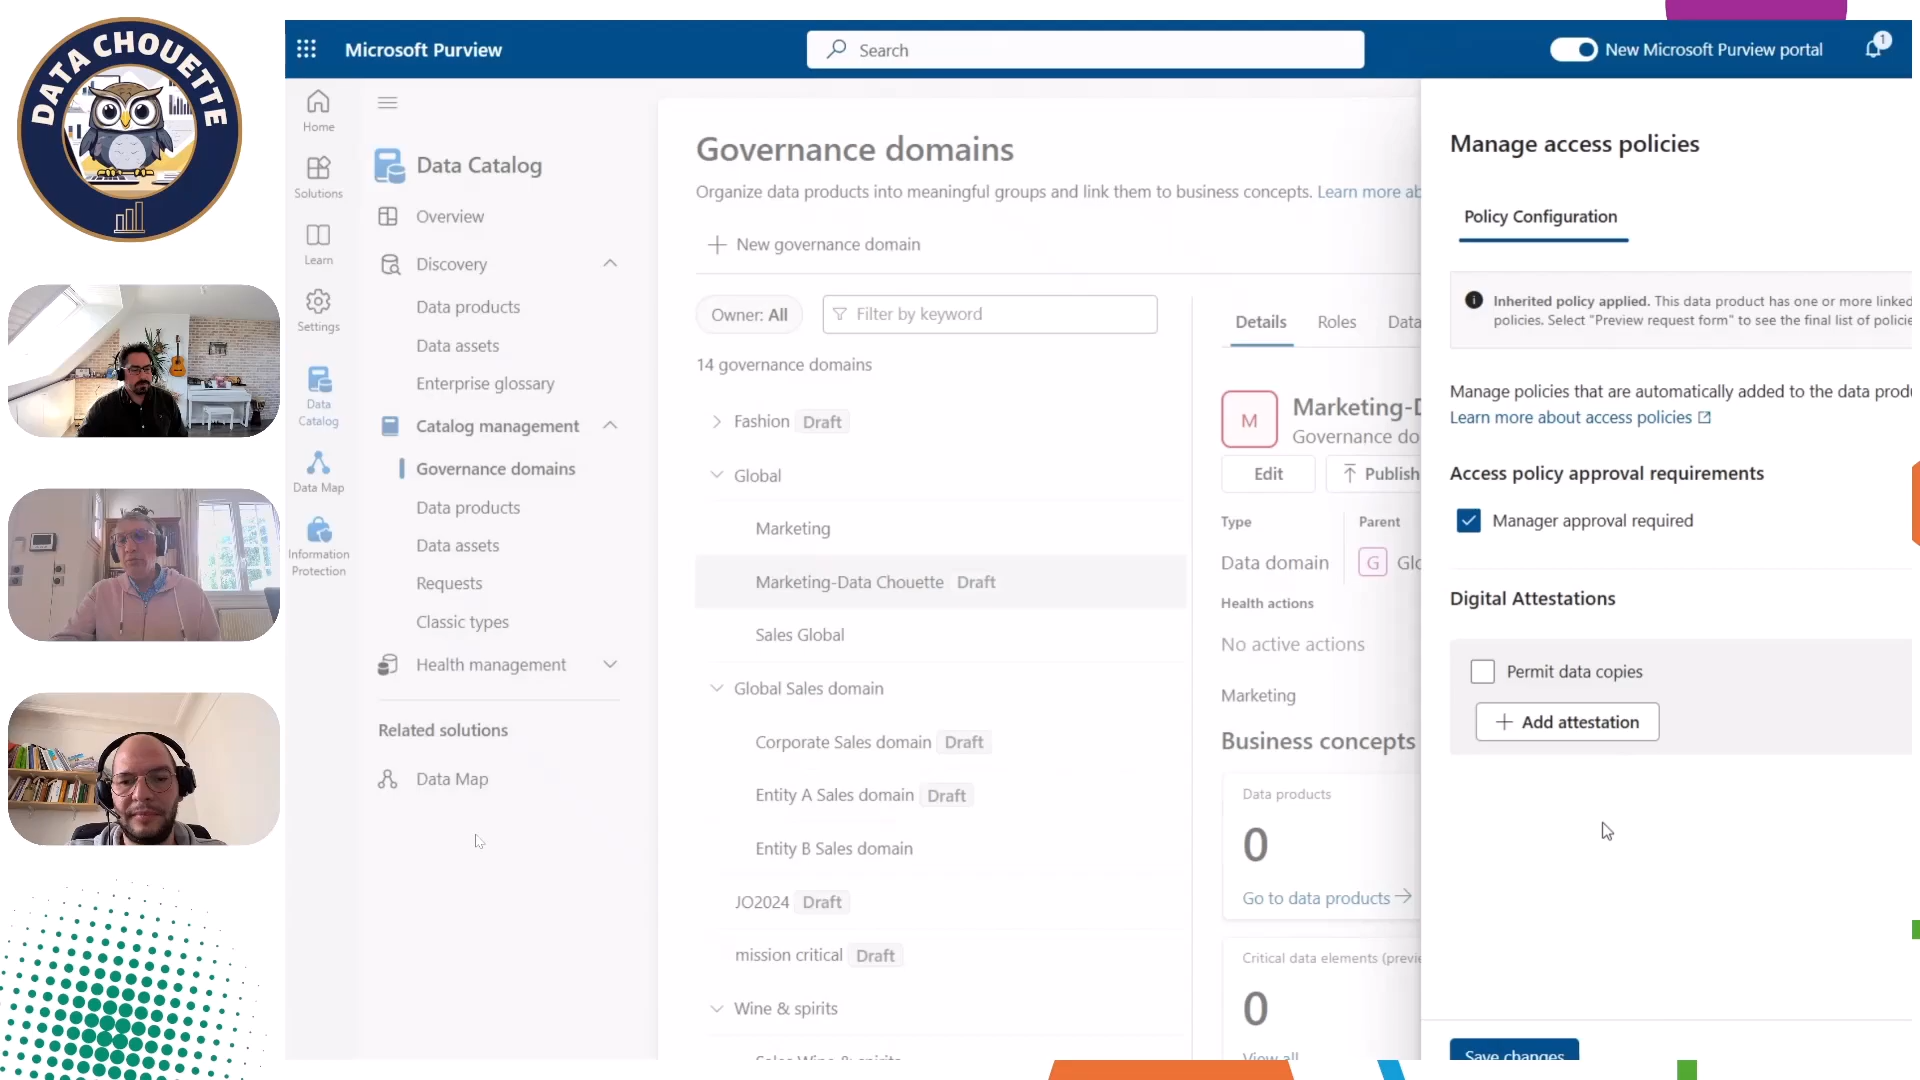 DATA CHOUETTE
Microsoft Purview
Search
New Microsoft Purview portal
1
Home
Solutions
Learn
Settings
Data
Catalog
Data Map
Information
Protection
Data Catalog
Overview
Discovery
Data products
Data assets
Enterprise glossary
Catalog management
Governance domains
Data products
Data assets
Requests
Classic types
Health management
Related solutions
Data Map
Governance domains
Organize data products into meaningful groups and link them to business concepts. Learn more ab
New governance domain
Owner: All
Filter by keyword
14 governance domains
Fashion Draft
Global
Marketing
Marketing-Data Chouette Draft
Sales Global
Global Sales domain
Corporate Sales domain Draft
Entity A Sales domain Draft
Entity B Sales domain
JO2024 Draft
mission critical Draft
Wine & spirits
Sales Wine & spirits
Details Roles Data
M
Marketing-D
Governance do
Edit
Publish
Type
Parent
Data domain
G Glo
Health actions
No active actions
Marketing
Business concepts
Data products
0
Go to data products
Critical data elements (previe
0
View all
Manage access policies
Policy Configuration
Inherited policy applied. This data product has one or more linked
policies. Select "Preview request form" to see the final list of policie
Manage policies that are automatically added to the data produ
Learn more about access policies
Access policy approval requirements
Manager approval required
Digital Attestations
Permit data copies
Add attestation
Save changes